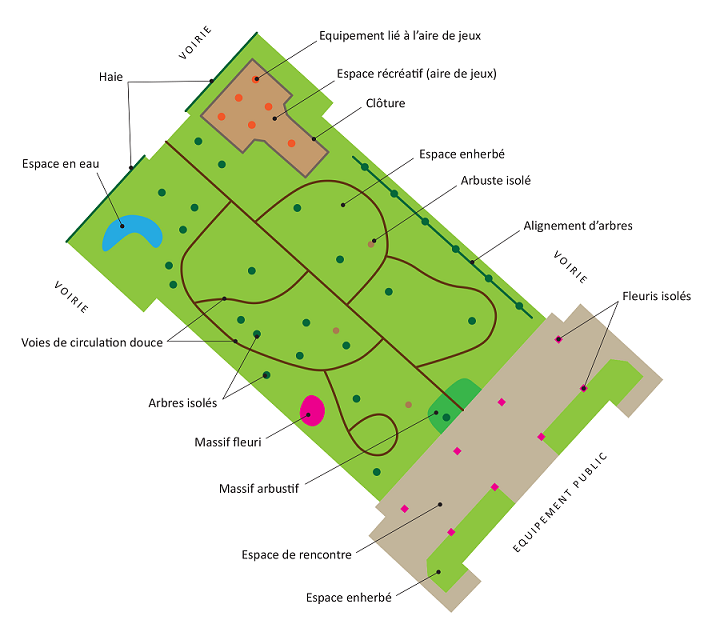 VOIRIE
Equipement lié à l'aire de jeux
Haie
Espace récréatif (aire de jeux)
Clôture
Espace enherbé
Espace en eau
Arbuste isolé
Alignement d'arbres
VOIRIE
VOIRIE
Fleuris isolés
Voies de circulation douce
Arbres isolés
Massif fleuri
Massif arbustif
EQUIPEMENT PUBLIC
Espace de rencontre
Espace enherbé